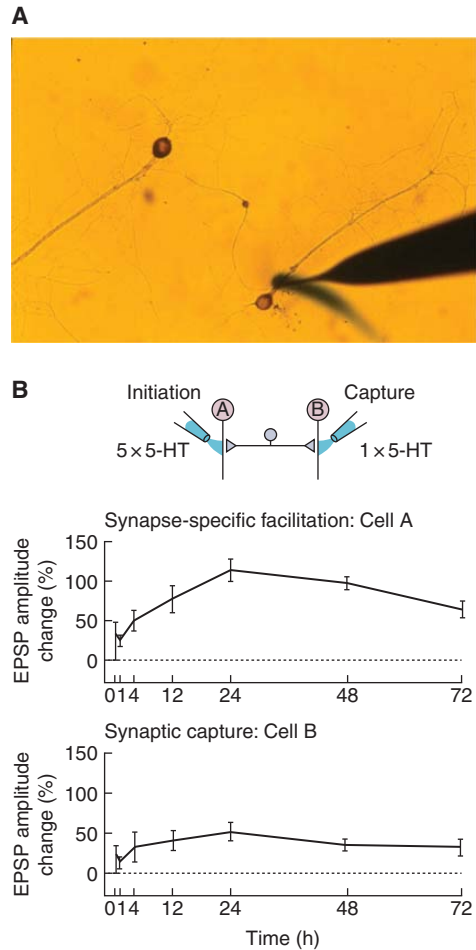 A
B
Initiation
Capture
A
B
5 × 5-HT
1 × 5-HT
Synapse-specific facilitation: Cell A
EPSP amplitude
change (%)
150
100
50
0
0 1 4 12 24 48 72
Synaptic capture: Cell B
EPSP amplitude
change (%)
150
100
50
0
0 1 4 12 24 48 72
Time (h)